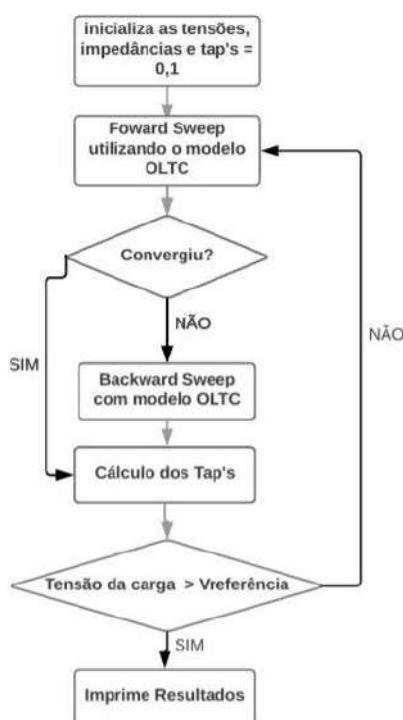 inicializa as tensões,
impedâncias e tap's =
0,1
Foward Sweep
utilizando o modelo
OLTC
Convergiu?
NÃO
SIM
NÃO
Backward Sweep
com modelo OLTC
Cálculo dos Tap's
Tensão da carga > Vreferência
SIM
Imprime Resultados